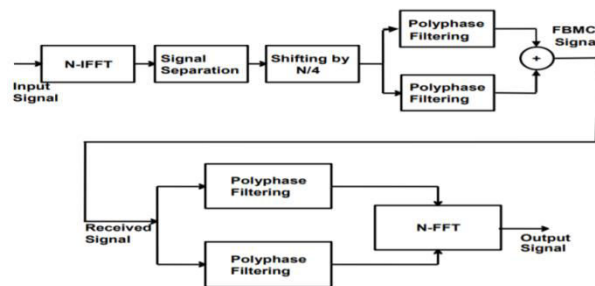 N-IFFT
Signal
Separation
Shifting by
N/4
Polyphase
Filtering
Polyphase
Filtering
+
FBMC
Signal
Input
Signal
Received
Signal
Polyphase
Filtering
Polyphase
Filtering
N-FFT
Output
Signal